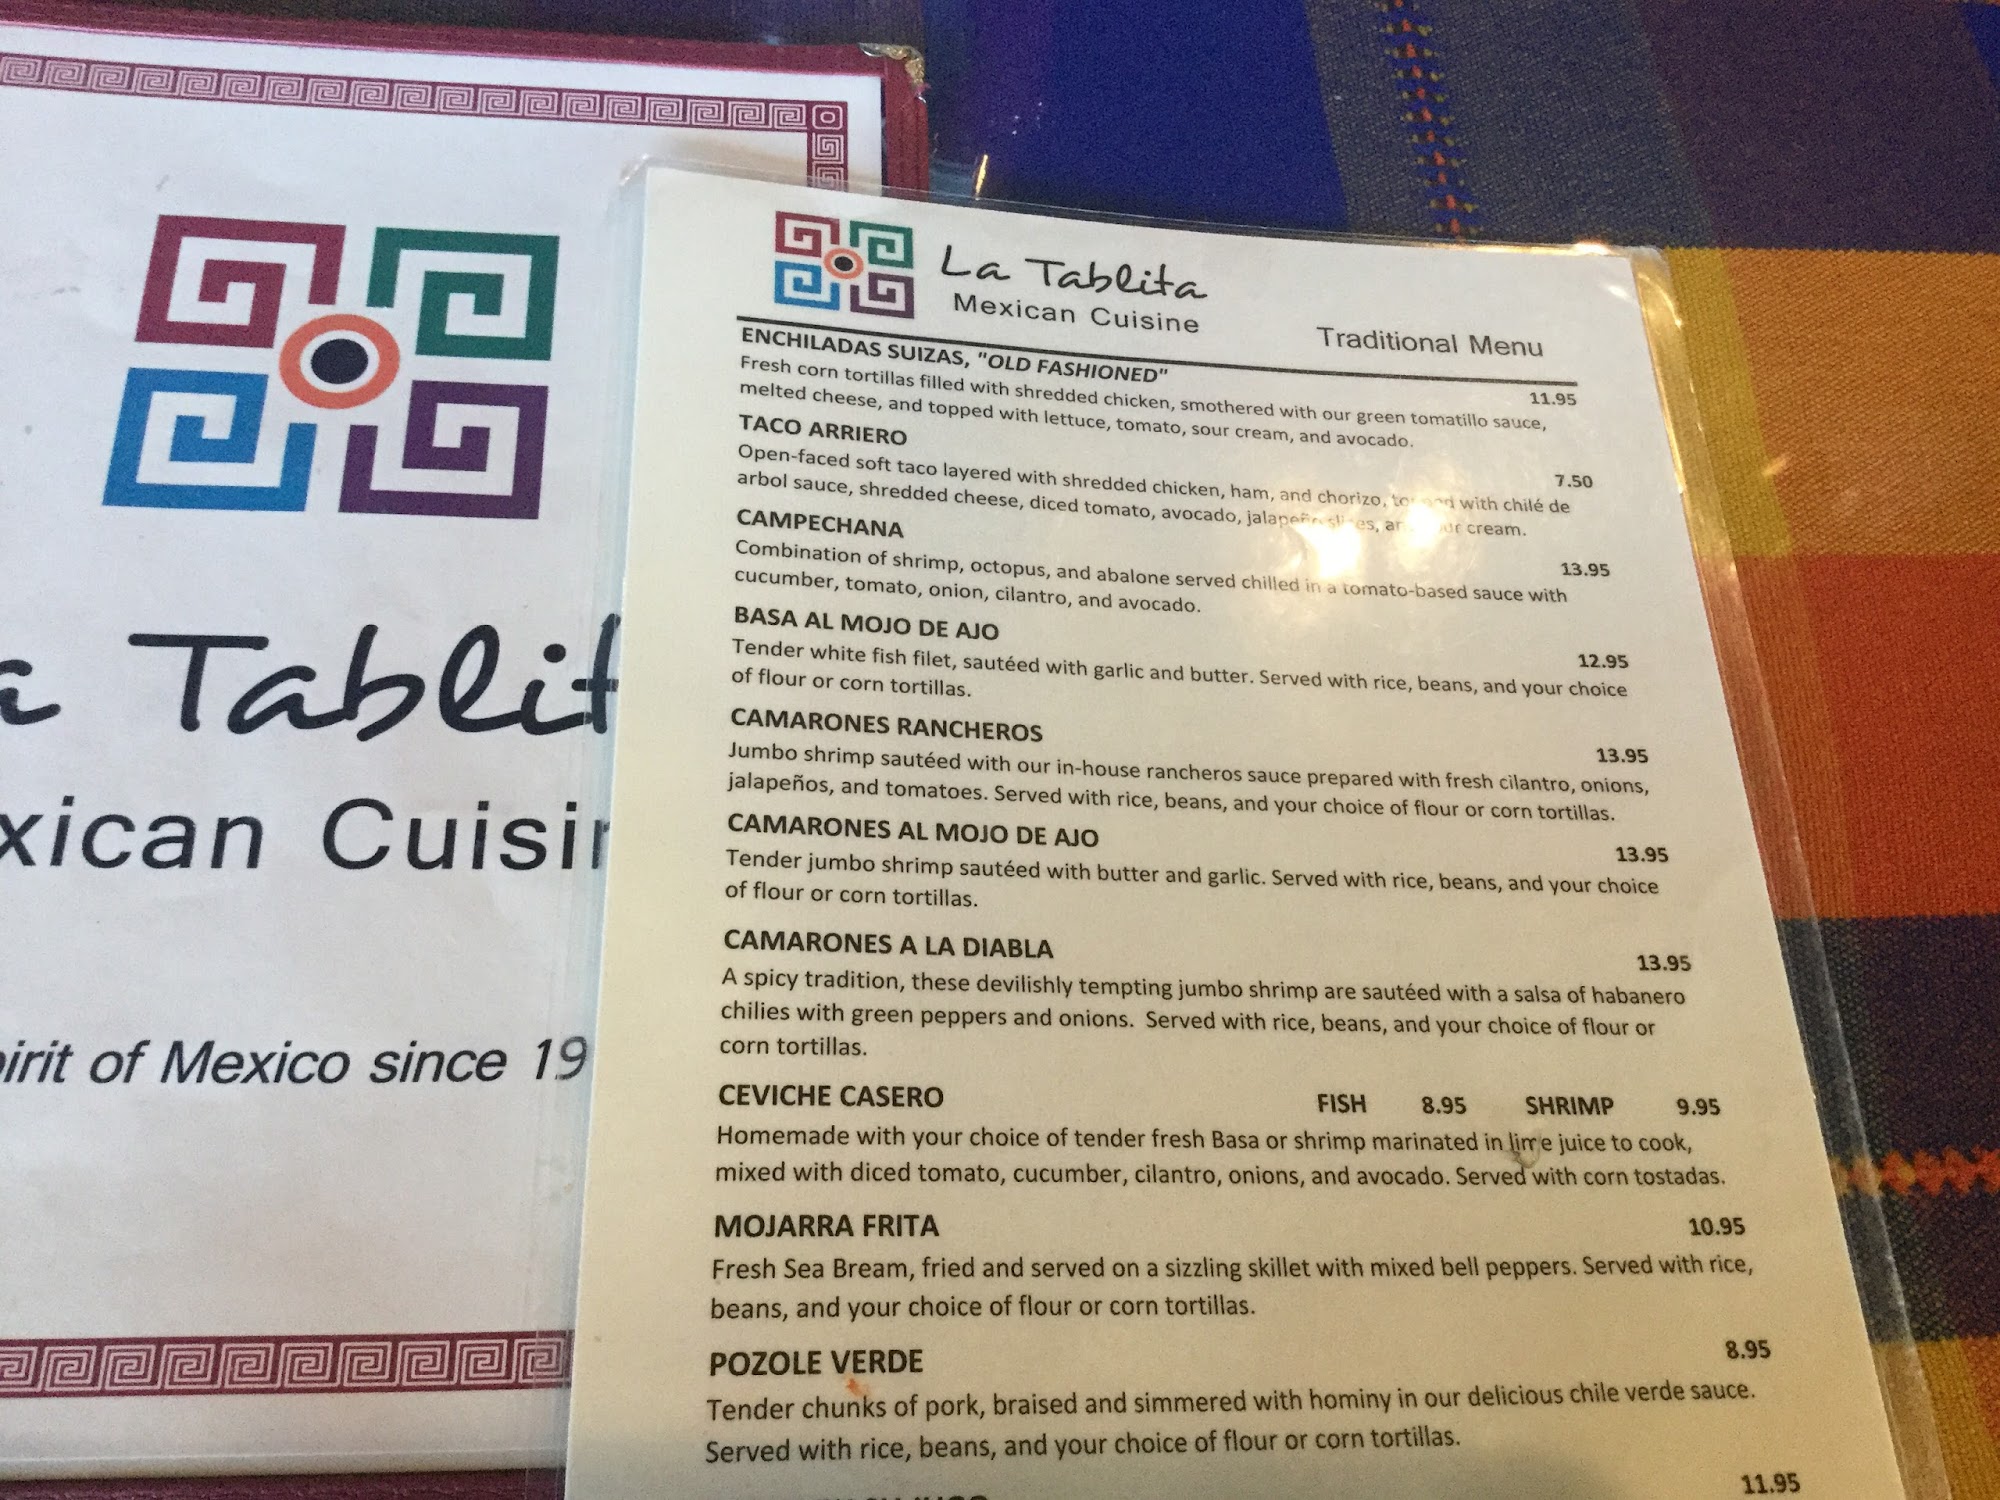 a Tablit
xican Cuisin
pirit of Mexico since 19
La Tablita
Mexican Cuisine
Traditional Menu
ENCHILADAS SUIZAS, "OLD FASHIONED" 11.95
Fresh corn tortillas filled with shredded chicken, smothered with our green tomatillo sauce,
melted cheese, and topped with lettuce, tomato, sour cream, and avocado.
TACO ARRIERO 7.50
Open-faced soft taco layered with shredded chicken, ham, and chorizo, topped with chilé de
arbol sauce, shredded cheese, diced tomato, avocado, jalapeño slices, and sour cream.
CAMPECHANA 13.95
Combination of shrimp, octopus, and abalone served chilled in a tomato-based sauce with
cucumber, tomato, onion, cilantro, and avocado.
BASA AL MOJO DE AJO 12.95
Tender white fish filet, sautéed with garlic and butter. Served with rice, beans, and your choice
of flour or corn tortillas.
CAMARONES RANCHEROS 13.95
Jumbo shrimp sautéed with our in-house rancheros sauce prepared with fresh cilantro, onions,
jalapeños, and tomatoes. Served with rice, beans, and your choice of flour or corn tortillas.
CAMARONES AL MOJO DE AJO 13.95
Tender jumbo shrimp sautéed with butter and garlic. Served with rice, beans, and your choice
of flour or corn tortillas.
CAMARONES A LA DIABLA 13.95
A spicy tradition, these devilishly tempting jumbo shrimp are sautéed with a salsa of habanero
chilies with green peppers and onions. Served with rice, beans, and your choice of flour or
corn tortillas.
CEVICHE CASERO FISH 8.95 SHRIMP 9.95
Homemade with your choice of tender fresh Basa or shrimp marinated in lime juice to cook,
mixed with diced tomato, cucumber, cilantro, onions, and avocado. Served with corn tostadas.
MOJARRA FRITA 10.95
Fresh Sea Bream, fried and served on a sizzling skillet with mixed bell peppers. Served with rice,
beans, and your choice of flour or corn tortillas.
POZOLE VERDE 8.95
Tender chunks of pork, braised and simmered with hominy in our delicious chile verde sauce.
Served with rice, beans, and your choice of flour or corn tortillas.
11.95